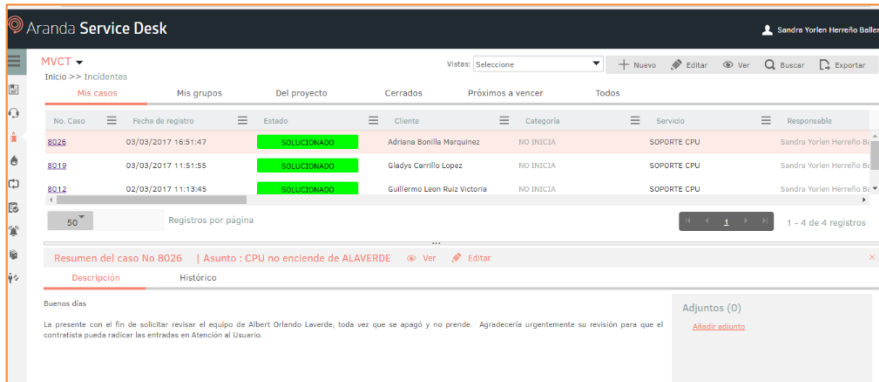 Aranda Service Desk
Sandra Yorlen Herreño Baller
MVCT
Vistas: Seleccione Nuevo Editar Ver Buscar Exportar
Inicio >> Incidentes
Mis casos Mis grupos Del proyecto Cerrados Próximos a vencer Todos
No. Caso Fecha de registro Estado Cliente Categoría Servicio Responsable
8026 03/03/2017 16:51:47 SOLUCIONADO Adriana Bonilla Marquinez NO INICIA SOPORTE CPU Sandra Yorlen Herreño Ba
8019 03/03/2017 11:51:55 SOLUCIONADO Gladys Carrillo Lopez NO INICIA SOPORTE CPU Sandra Yorlen Herreño Ba
8012 02/03/2017 11:13:45 SOLUCIONADO Guillermo Leon Ruiz Victoria NO INICIA SOPORTE CPU Sandra Yorlen Herreño Ba
50 Registros por página 1 1 - 4 de 4 registros
Resumen del caso No 8026 | Asunto : CPU no enciende de ALAVERDE Ver Editar
Descripción Histórico
Buenos días
La presente con el fin de solicitar revisar el equipo de Albert Orlando Laverde, toda vez que se apagó y no prende. Agradecería urgentemente su revisión para que el
contratista pueda radicar las entradas en Atención al Usuario.
Adjuntos (0)
Añadir adjunto